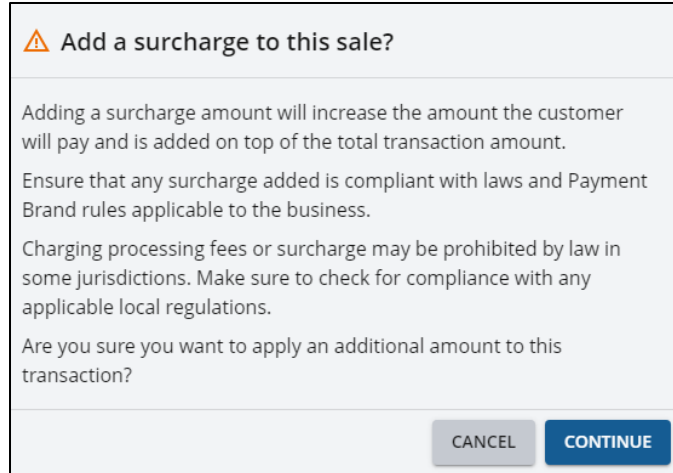 Add a surcharge to this sale?
Adding a surcharge amount will increase the amount the customer
will pay and is added on top of the total transaction amount.
Ensure that any surcharge added is compliant with laws and Payment
Brand rules applicable to the business.
Charging processing fees or surcharge may be prohibited by law in
some jurisdictions. Make sure to check for compliance with any
applicable local regulations.
Are you sure you want to apply an additional amount to this
transaction?
CANCEL CONTINUE